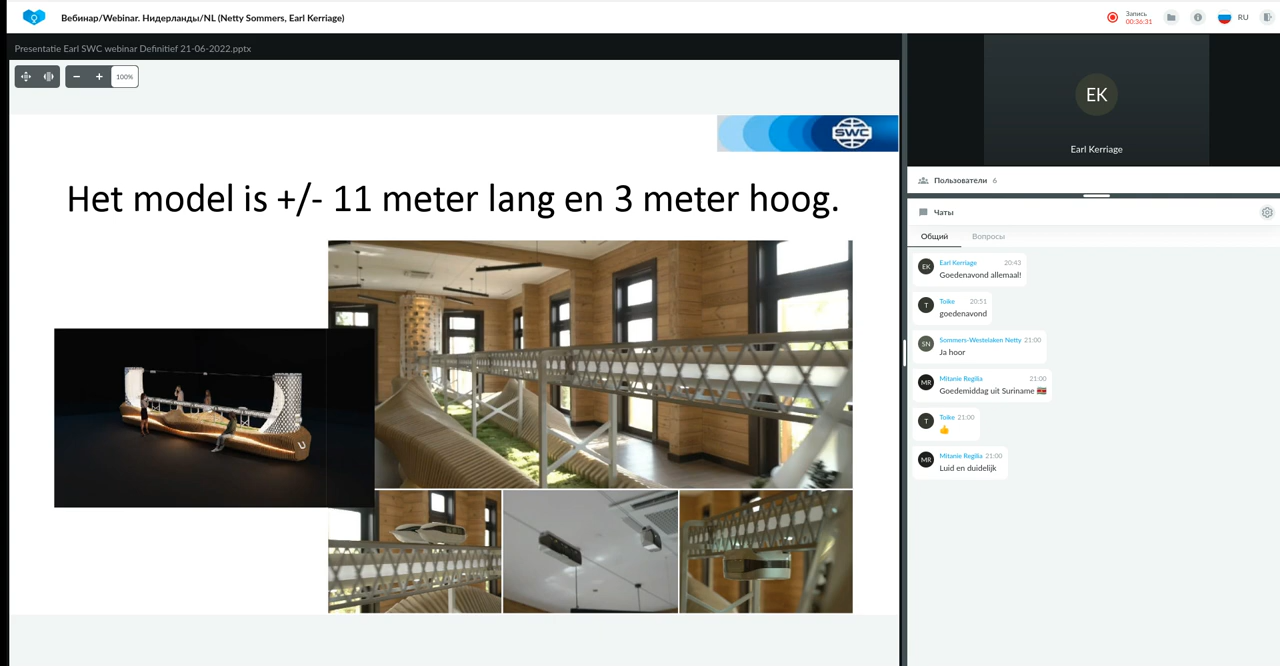 Вебинар/Webinar. Нидерланды/NL (Netty Sommers, Earl Kerriage)
Запись
00:36:31
RU
Presentatie Earl SWC webinar Definitief 21-06-2022.pptx
100%
SWC
Het model is +/- 11 meter lang en 3 meter hoog.
U
EK
Earl Kerriage
Пользователи 6
Чаты
Общий Вопросы
EK Earl Kerriage 20:43
Goedenavond allemaal!
T Toike 20:51
goedenavond
SN Sommers-Westelaken Netty 21:00
Ja hoor
MR Mitanie Regilia 21:00
Goedemiddag uit Suriname 🇸🇷
T Toike 21:00
👍
MR Mitanie Regilia 21:00
Luid en duidelijk